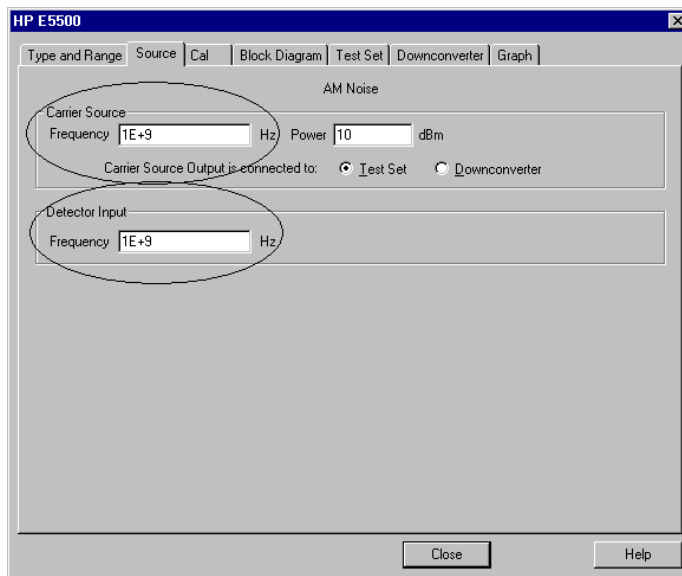 HP E5500
Type and Range Source Cal Block Diagram Test Set Downconverter Graph
AM Noise
Carrier Source
Frequency 1E+9 Hz Power 10 dBm
Carrier Source Output is connected to: Test Set Downconverter
Detector Input
Frequency 1E+9 Hz
Close Help